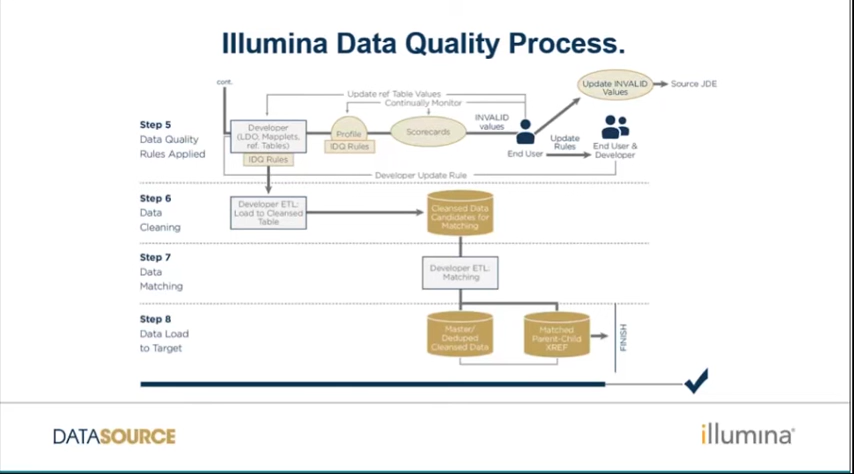 Illumina Data Quality Process.
cont.
Update ref Table Values
Continually Monitor
Update INVALID
Values
Source JDE
Step 5
Data Quality
Rules Applied
Developer
(LDO, Mapplets,
ref. Tables)
IDQ Rules
Profile
IDQ Rules
Scorecards
INVALID
values
End User
Update
Rules
End User &
Developer
Developer Update Rule
Step 6
Data
Cleaning
Developer ETL:
Load to Cleansed
Table
Cleansed Data
Candidates for
Matching
Step 7
Data
Matching
Developer ETL:
Matching
Step 8
Data Load
to Target
Master/
Deduped
Cleansed Data
Matched
Parent-Child
XREF
FINISH
DATASOURCE
illumina®